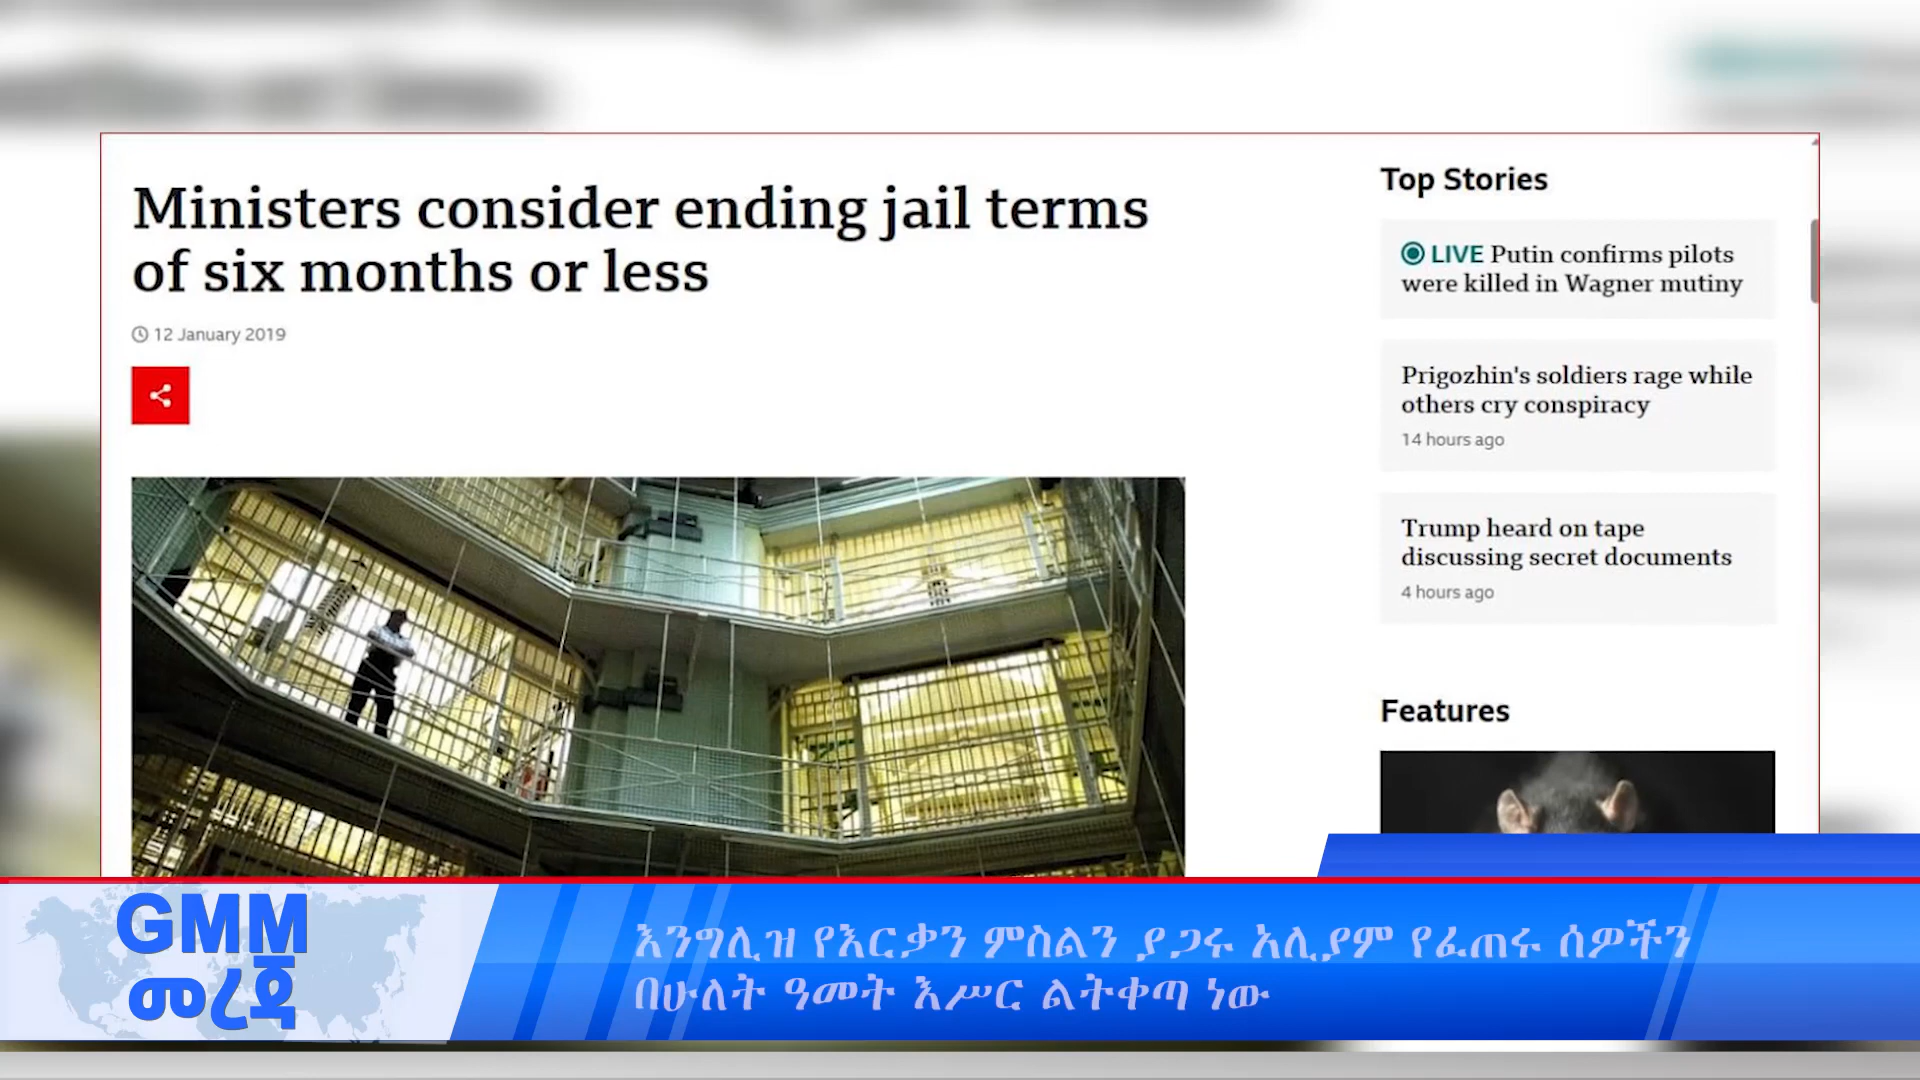 Ministers consider ending jail terms
of six months or less
12 January 2019
Top Stories
LIVE Putin confirms pilots
were killed in Wagner mutiny
Prigozhin's soldiers rage while
others cry conspiracy
14 hours ago
Trump heard on tape
discussing secret documents
4 hours ago
Features
GMM
መረጃ
እንግሊዝ የእርቃን ምስልን ያጋሩ አሊያም የፈጠሩ ሰዎችን
በሁለት ዓመት እሥር ልትቀጣ ነው